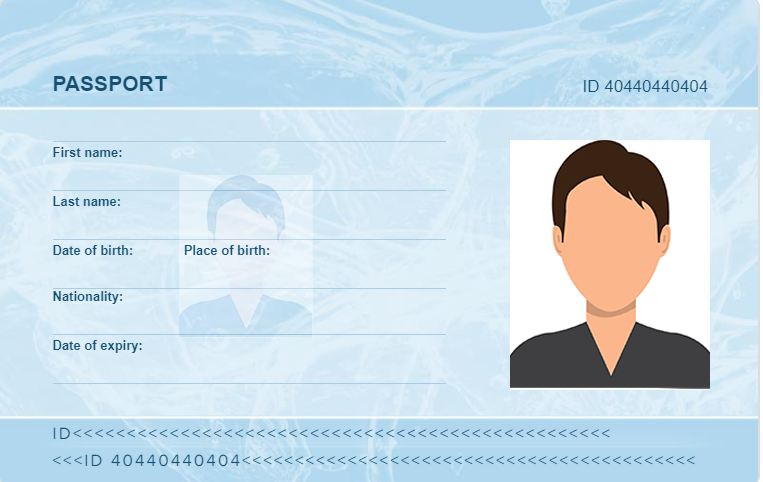 PASSPORT
ID 40440440404
First name:
Last name:
Date of birth: Place of birth:
Nationality:
Date of expiry:
ID<<<<<<<<<<<<<<<<<<<<<<<<<<<<<<<<<<<<<<<<<<<<<<<<<<
<<<ID 40440440404<<<<<<<<<<<<<<<<<<<<<<<<<<<<<<<<<<<<<<<<<<